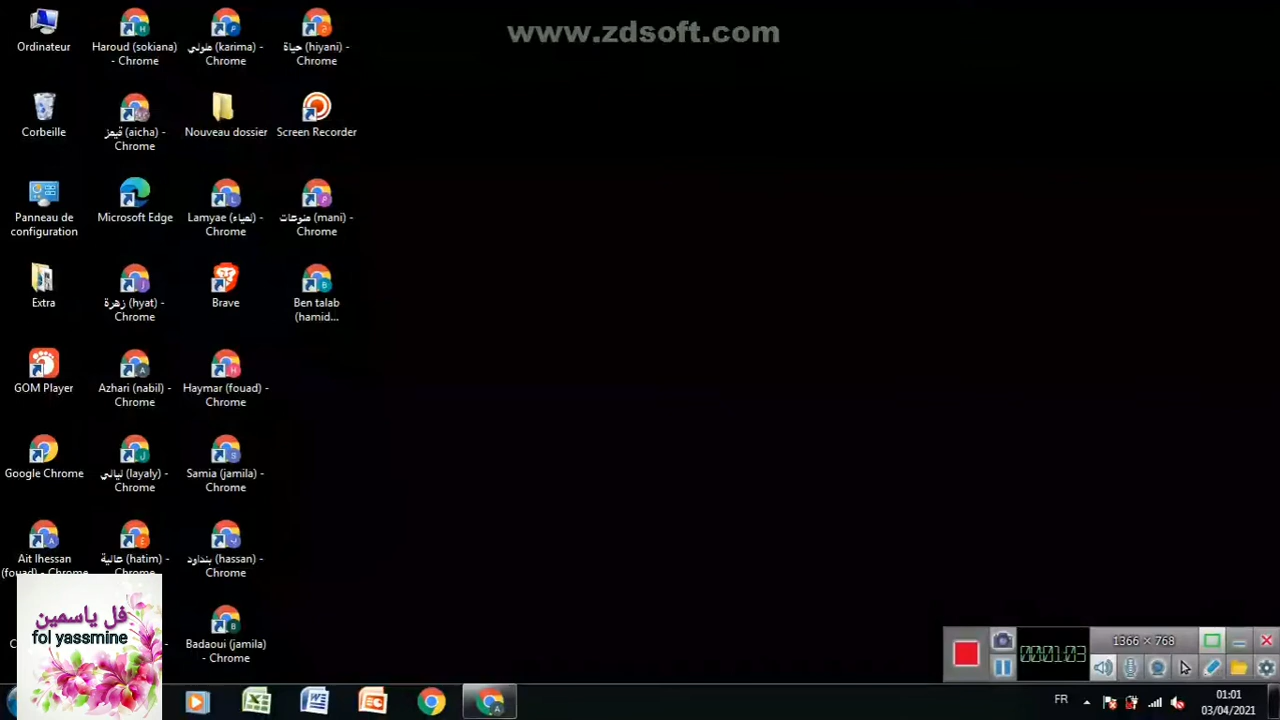 www.zdsoft.com
Ordinateur
Haroud (sokiana)
- Chrome
(karima) -
Chrome
حياة (hiyani) -
Chrome
Corbeille
(aicha) -
Chrome
Nouveau dossier
Screen Recorder
Panneau de
configuration
Microsoft Edge
Lamyae (لمياء) -
Chrome
منوعات (mani) -
Chrome
Extra
زهرة (hyat) -
Chrome
Brave
Ben talab
(hamid...
GOM Player
Azhari (nabil) -
Chrome
Haymar (fouad) -
Chrome
Google Chrome
(layaly) -
Chrome
Samia (jamila) -
Chrome
Ait lhessan
(fouad) - Chrome
عالية (hatim) -
Chrome
بنداود (hassan) -
Chrome
Badaoui (jamila)
- Chrome
فل ياسمين
fol yassmine
000:01:03
1366 × 768
FR
01:01
03/04/2021